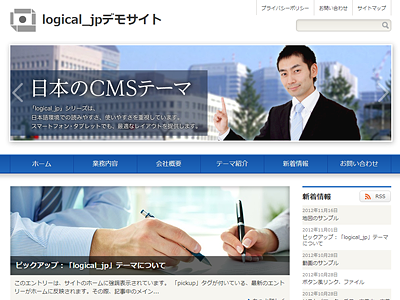 logical_jpデモサイト
プライバシーポリシー
お問い合わせ
サイトマップ
日本のCMSテーマ
「logical_jp」シリーズは、
日本語環境での読みやすさ、使いやすさを重視しています。
スマートフォン・タブレットでも、最適なレイアウトを提供します。
ホーム
業務内容
会社概要
テーマ紹介
新着情報
お問い合わせ
ピックアップ：「logical_jp」テーマについて
このエントリーは、サイトのホームに強調表示されています。 「pickup」タグが付いている、最新のエント
リーがホームに反映されます。その際、記事中のメイン...
新着情報
RSS
2012年11月16日
地図のサンプル
2012年11月16日
ピックアップ：「logical_jp」テーマ
について
2012年11月16日
動画のサンプル
2012年11月16日
ボタン風リンク、ファイル
2012年11月16日